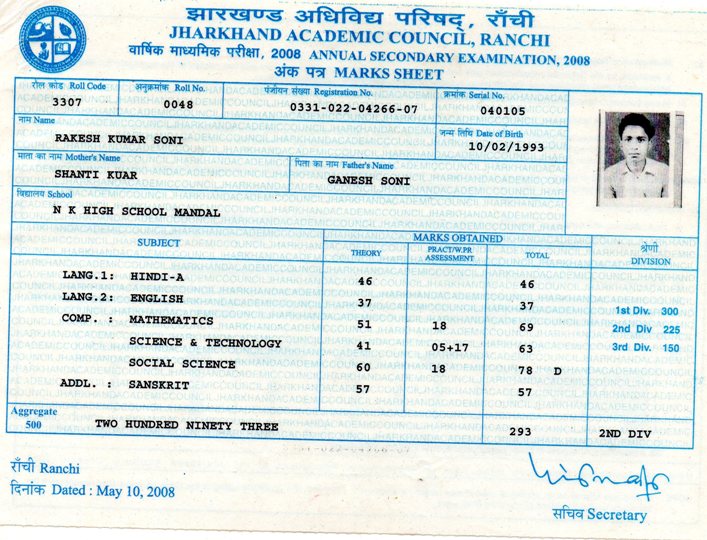 झारखण्ड अधिविद्य परिषद्, राँची
JHARKHAND ACADEMIC COUNCIL, RANCHI
वार्षिक माध्यमिक परीक्षा, 2008 ANNUAL SECONDARY EXAMINATION, 2008
अंक पत्र MARKS SHEET
रौल कोड Roll Code अनुक्रमांक Roll No. पंजीयन संख्या Registration No. क्रमांक Serial No.
3307 0048 0331-022-04266-07 040105
नाम Name जन्म तिथि Date of Birth
RAKESH KUMAR SONI 10/02/1993
माता का नाम Mother's Name पिता का नाम Father's Name
SHANTI KUAR GANESH SONI
विद्यालय School
N K HIGH SCHOOL MANDAL
SUBJECT MARKS OBTAINED श्रेणी
THEORY PRACT/W.PR ASSESSMENT TOTAL DIVISION
LANG.1: HINDI-A 46 46
LANG.2: ENGLISH 37 37 1st Div. 300
COMP. : MATHEMATICS 51 18 69 2nd Div 225
SCIENCE & TECHNOLOGY 41 05+17 63 3rd Div. 150
SOCIAL SCIENCE 60 18 78 D
ADDL. : SANSKRIT 57 57
Aggregate
500 TWO HUNDRED NINETY THREE 293 2ND DIV
राँची Ranchi
दिनांक Dated : May 10, 2008
सचिव Secretary